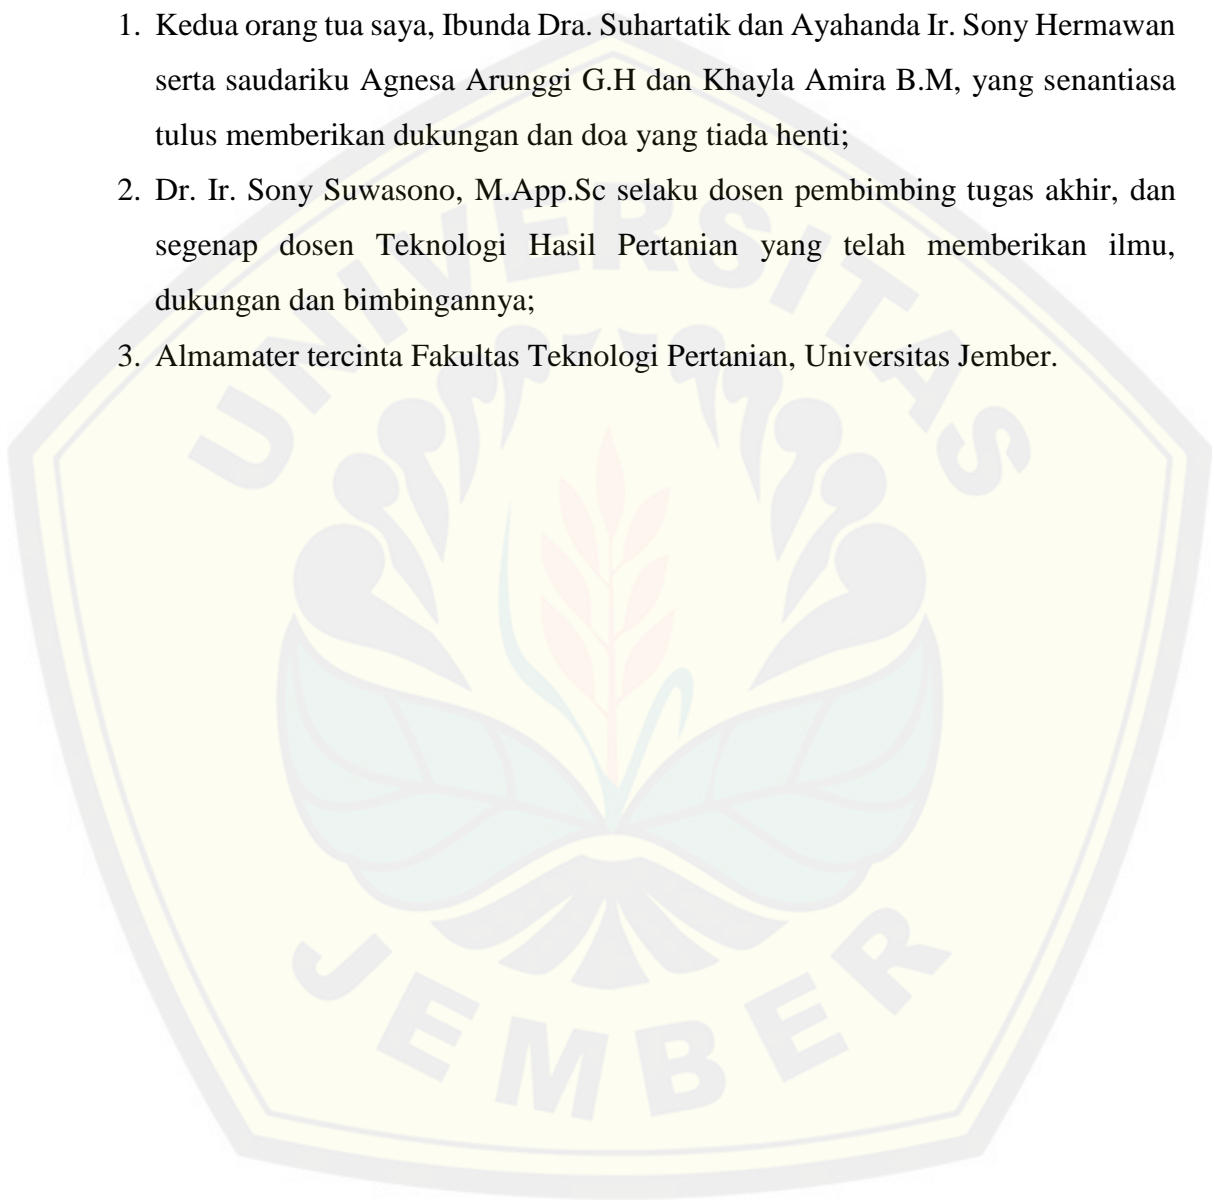 1. Kedua orang tua saya, Ibunda Dra. Suhartatik dan Ayahanda Ir. Sony Hermawan
serta saudariku Agnesa Arunggi G.H dan Khayla Amira B.M, yang senantiasa
tulus memberikan dukungan dan doa yang tiada henti;
2. Dr. Ir. Sony Suwasono, M.App.Sc selaku dosen pembimbing tugas akhir, dan
segenap dosen Teknologi Hasil Pertanian yang telah memberikan ilmu,
dukungan dan bimbingannya;
3. Almamater tercinta Fakultas Teknologi Pertanian, Universitas Jember.
UNIVERSITAS
JEMBER